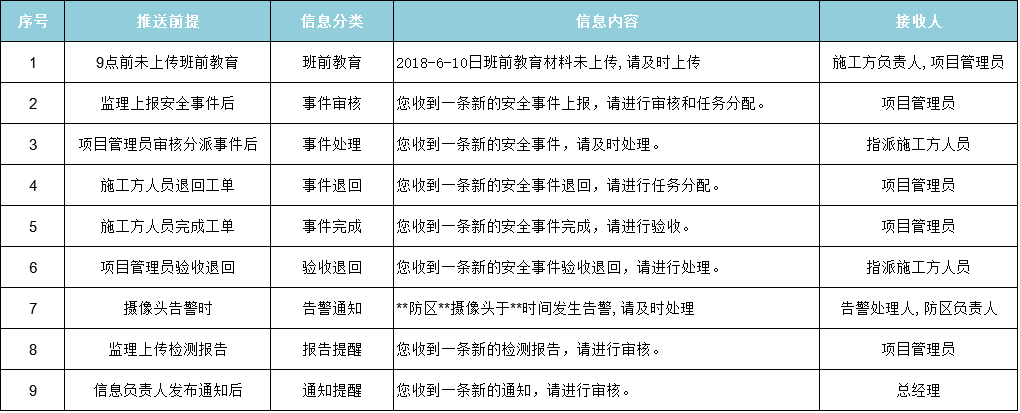 序号 推送前提 信息分类 信息内容 接收人
1 9点前未上传班前教育 班前教育 2018-6-10日班前教育材料未上传,请及时上传 施工方负责人,项目管理员
2 监理上报安全事件后 事件审核 您收到一条新的安全事件上报，请进行审核和任务分配。 项目管理员
3 项目管理员审核分派事件后 事件处理 您收到一条新的安全事件，请及时处理。 指派施工方人员
4 施工方人员退回工单 事件退回 您收到一条新的安全事件退回，请进行任务分配。 项目管理员
5 施工方人员完成工单 事件完成 您收到一条新的安全事件完成，请进行验收。 项目管理员
6 项目管理员验收退回 验收退回 您收到一条新的安全事件验收退回，请进行处理。 指派施工方人员
7 摄像头告警时 告警通知 **防区**摄像头于**时间发生告警,请及时处理 告警处理人,防区负责人
8 监理上传检测报告 报告提醒 您收到一条新的检测报告，请进行审核。 项目管理员
9 信息负责人发布通知后 通知提醒 您收到一条新的通知，请进行审核。 总经理